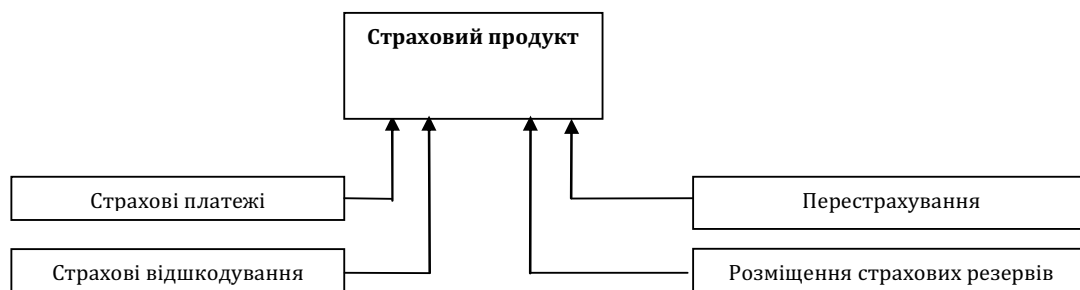 Страховий продукт
Страхові платежі
Перестрахування
Страхові відшкодування
Розміщення страхових резервів